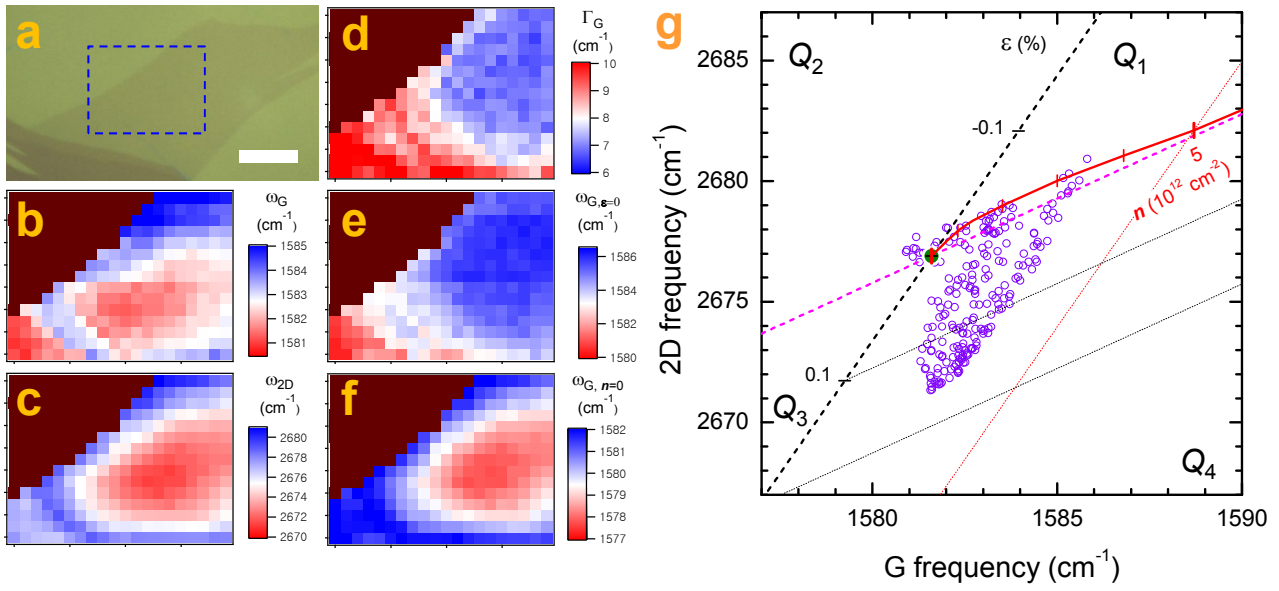 a
d
Γ_G
(cm⁻¹)
10
9
8
7
6
b
ω_G
(cm⁻¹)
1585
1584
1583
1582
1581
e
ω_G,ε=0
(cm⁻¹)
1586
1584
1582
1580
c
ω_2D
(cm⁻¹)
2680
2678
2676
2674
2672
2670
f
ω_G, n=0
(cm⁻¹)
1582
1580
1579
1578
1577
g
Q₂
ε (%)
Q₁
-0.1
5
n (10¹² cm⁻²)
0.1
Q₃
Q₄
2685
2680
2675
2670
2D frequency (cm⁻¹)
1580
1585
1590
G frequency (cm⁻¹)